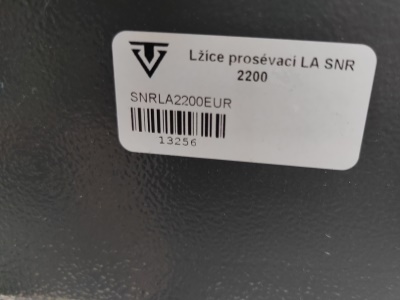 Lžíce prosévací LA SNR
2200
SNRLA2200EUR
13256